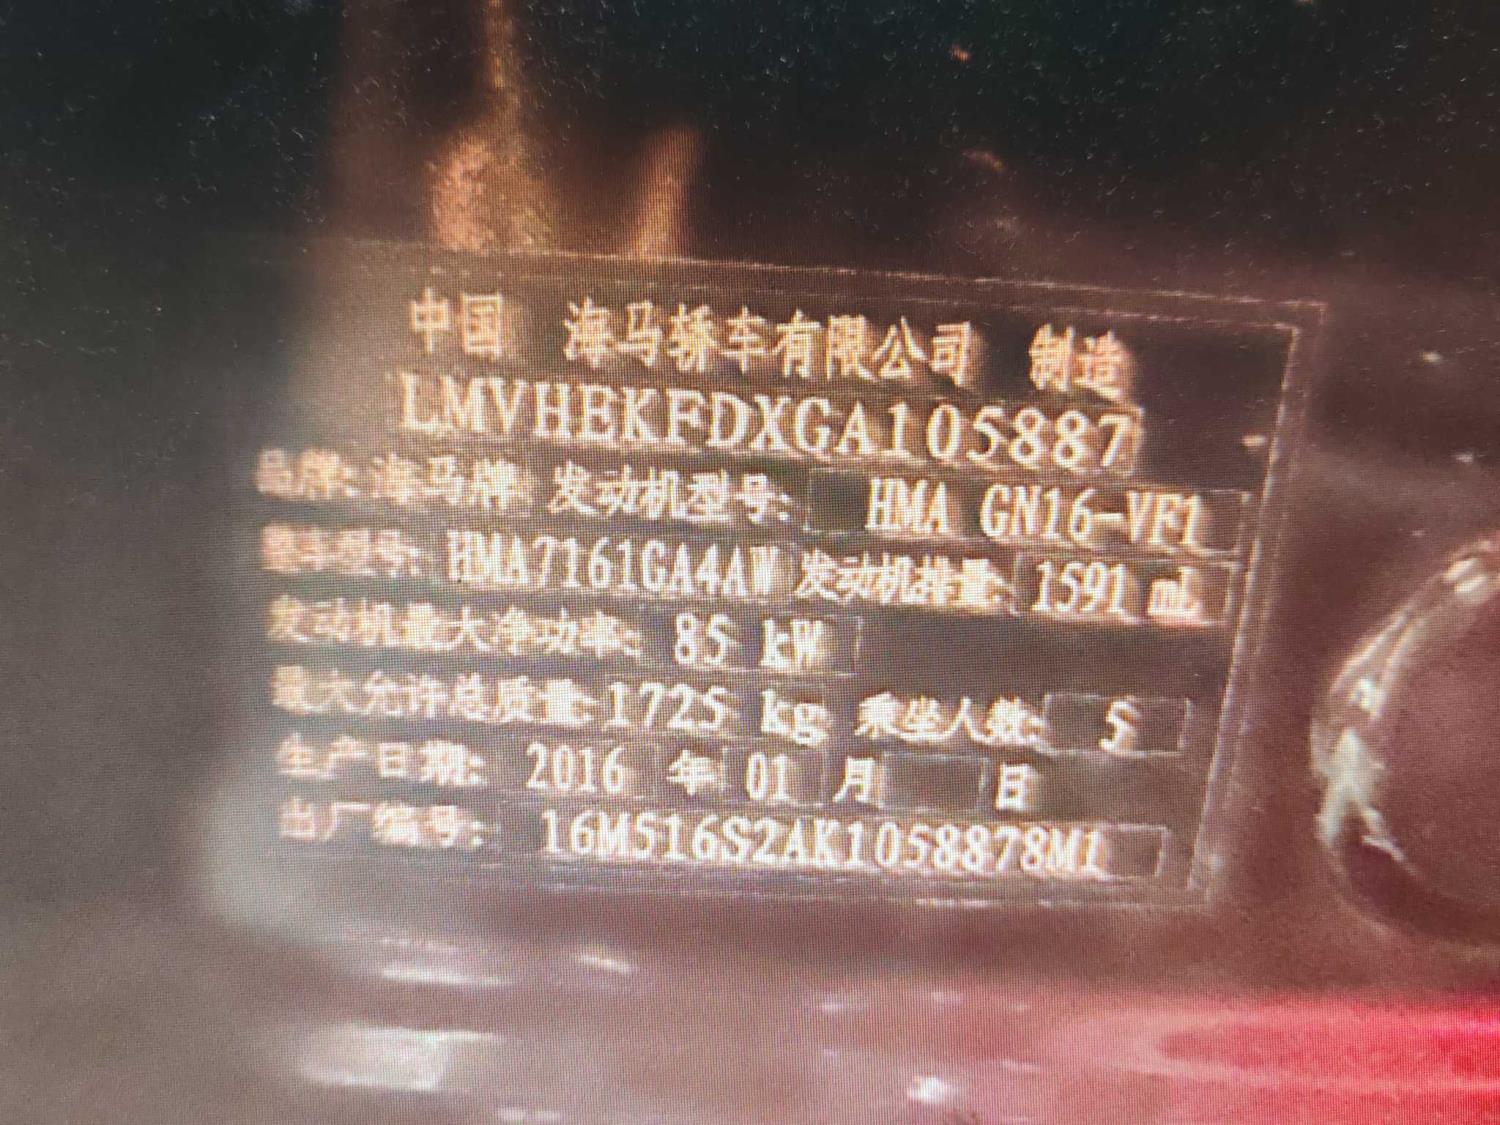 中国 海马轿车有限公司 制造
LMVHEKFDXGA105887
品牌: 海马牌 发动机型号: HMA GN16-VF1
整车型号: HMA7161GA4AW 发动机排量: 1591 mL
发动机最大净功率: 85 kW
最大允许总质量: 1725 kg 乘坐人数: 5
生产日期: 2016 年 01 月 日
出厂编号: 16M516S2AK1058878M1